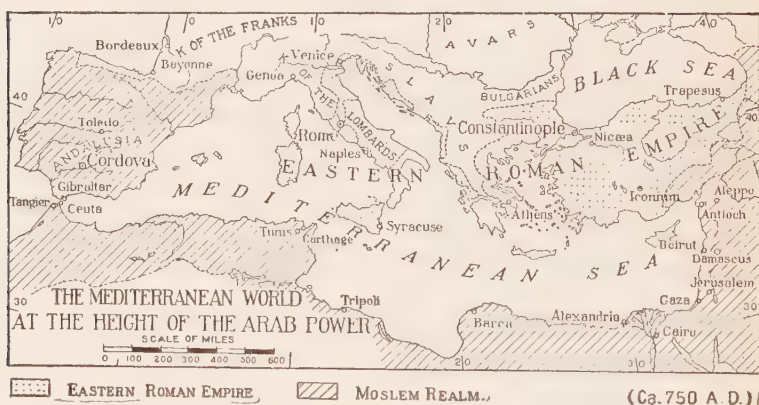 10 0 10 20 30 40
Bordeaux
K OF THE FRANKS
Bayonne
Venice
Genoa
K OF THE LOMBARDS
AVARS
SLAVS
BULGARIANS
BLACK SEA
Trapesus
40
40
Toledo
ANDALUSIA
Cordova
Rome
Naples
Constantinople
Nicæa
EASTERN ROMAN EMPIRE
Gibraltar
Tangier
Ceuta
MEDITERRANEAN SEA
Tunis
Carthage
Syracuse
Athens
Iconium
Aleppo
Antioch
Beirut
Damascus
Jerusalem
Gaza
30
30
Tripoli
Barca
Alexandria
Cairo
THE MEDITERRANEAN WORLD
AT THE HEIGHT OF THE ARAB POWER
SCALE OF MILES
0 100 200 300 400 500 600
20 30
EASTERN ROMAN EMPIRE
MOSLEM REALM
(Ca. 750 A.D.)